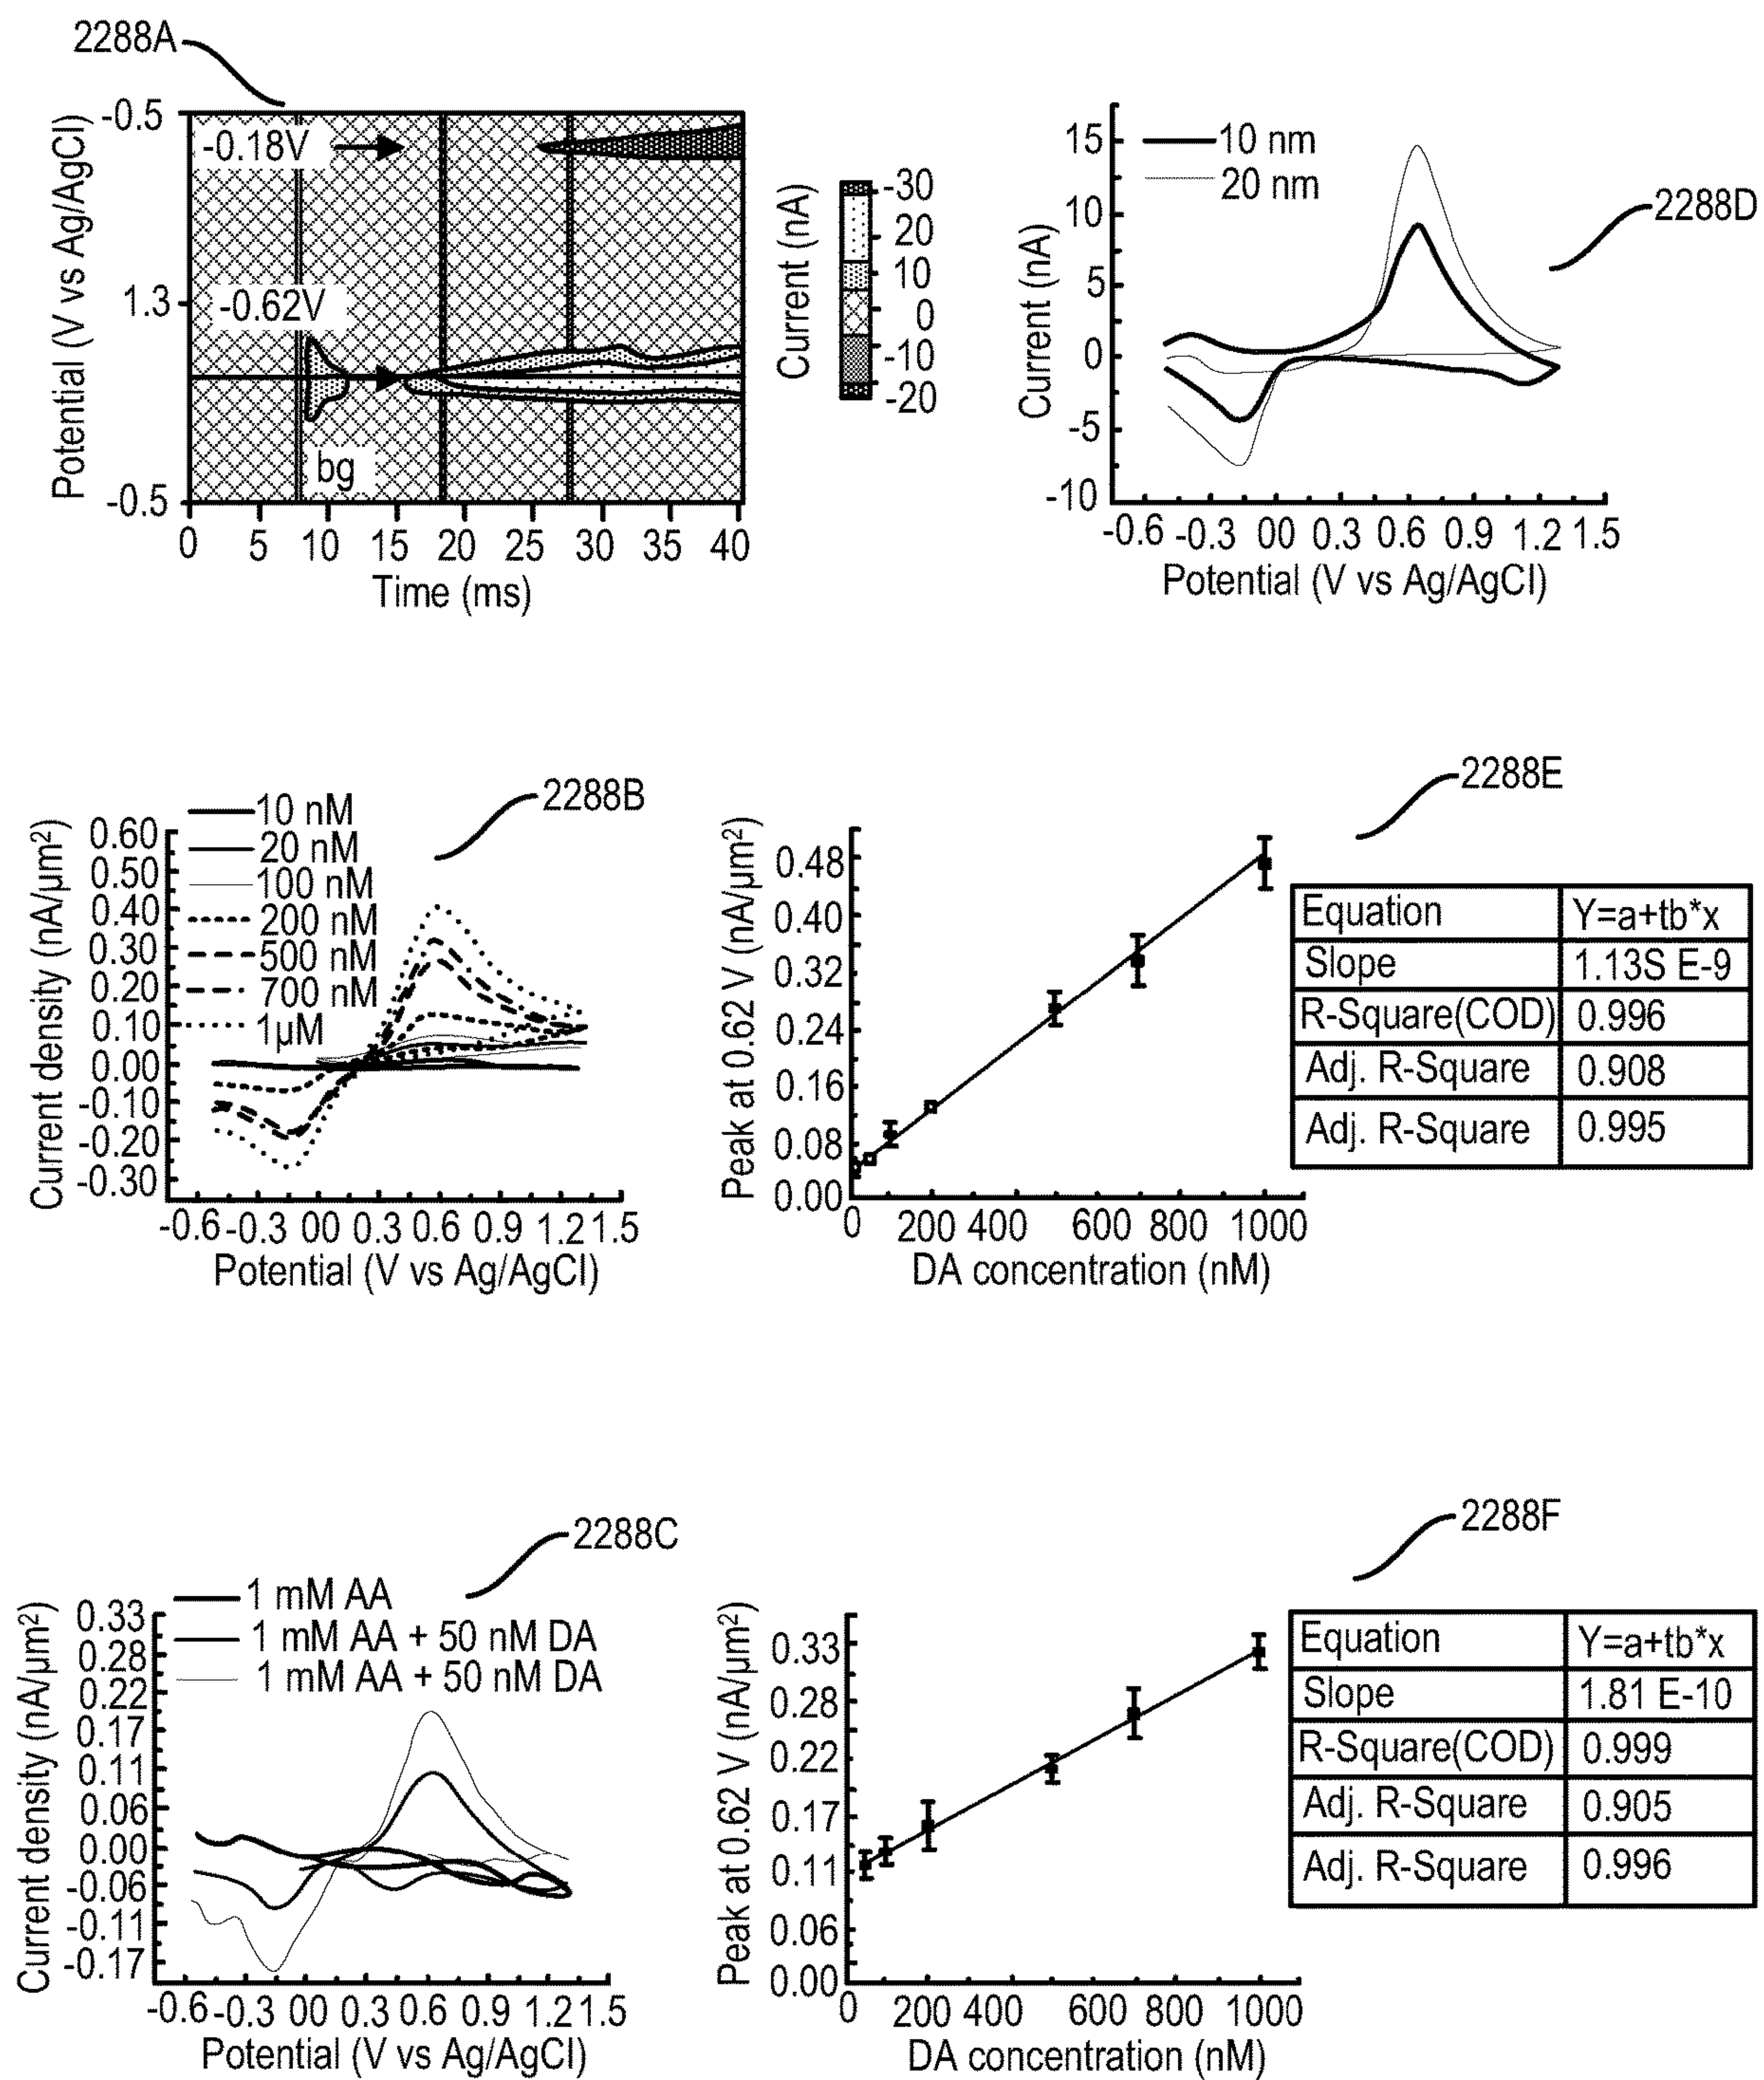 2288A
Potential (V vs Ag/AgCl)
-0.5
1.3
-0.5
-0.18V
-0.62V
bg
0 5 10 15 20 25 30 35 40
Time (ms)
Current (nA)
-30
20
10
0
-10
-20
2288D
Current (nA)
15
10
5
0
-5
-10
10 nm
20 nm
-0.6 -0.3 00 0.3 0.6 0.9 1.2 1.5
Potential (V vs Ag/AgCl)
2288B
Current density (nA/µm²)
0.60
0.50
0.40
0.30
0.20
0.10
0.00
-0.10
-0.20
-0.30
10 nM
20 nM
100 nM
200 nM
500 nM
700 nM
1µM
-0.6 -0.3 00 0.3 0.6 0.9 1.2 1.5
Potential (V vs Ag/AgCl)
2288E
Peak at 0.62 V (nA/µm²)
0.48
0.40
0.32
0.24
0.16
0.08
0.00
0 200 400 600 800 1000
DA concentration (nM)
Equation Y=a+tb*x
Slope 1.13S E-9
R-Square(COD) 0.996
Adj. R-Square 0.908
Adj. R-Square 0.995
2288C
Current density (nA/µm²)
0.33
0.28
0.22
0.17
0.11
0.06
0.00
-0.06
-0.11
-0.17
1 mM AA
1 mM AA + 50 nM DA
1 mM AA + 50 nM DA
-0.6 -0.3 00 0.3 0.6 0.9 1.2 1.5
Potential (V vs Ag/AgCl)
2288F
Peak at 0.62 V (nA/µm²)
0.33
0.28
0.22
0.17
0.11
0.06
0.00
0 200 400 600 800 1000
DA concentration (nM)
Equation Y=a+tb*x
Slope 1.81 E-10
R-Square(COD) 0.999
Adj. R-Square 0.905
Adj. R-Square 0.996